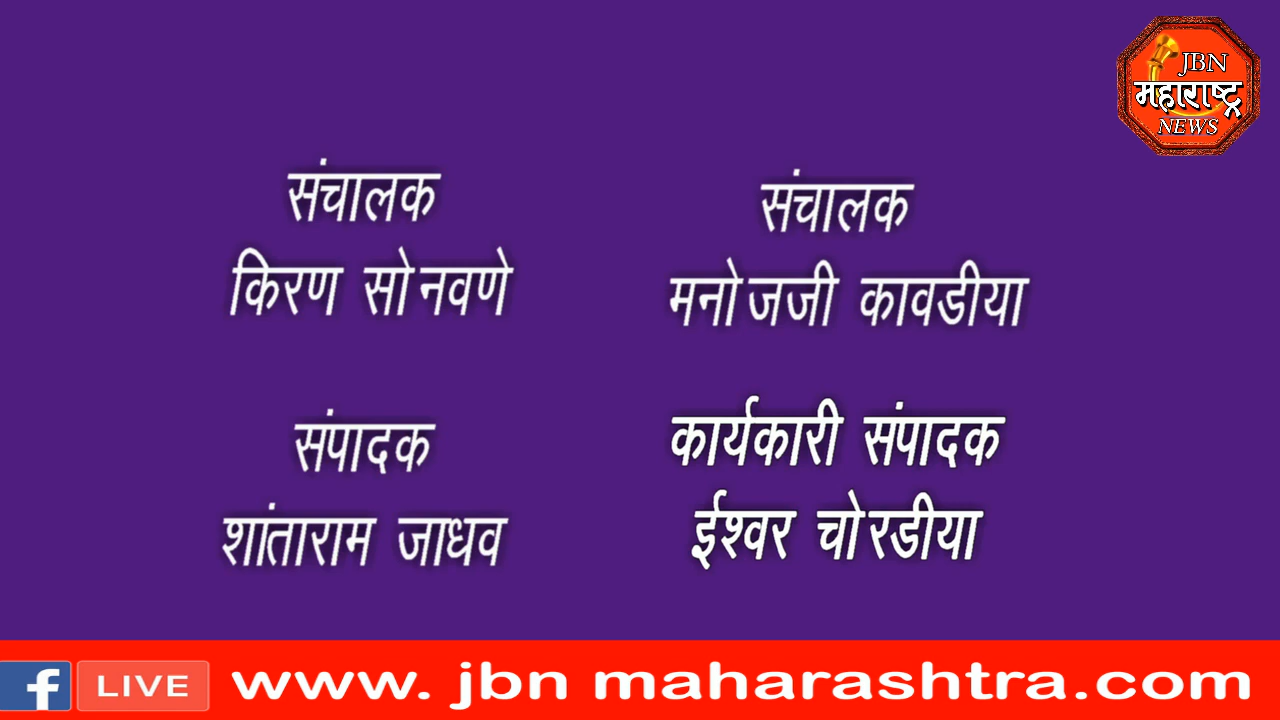 JBN
महाराष्ट्र
NEWS
संचालक
किरण सोनवणे
संचालक
मनोजजी कावडीया
संपादक
शांताराम जाधव
कार्यकारी संपादक
ईश्वर चोरडीया
f LIVE www. jbn maharashtra.com